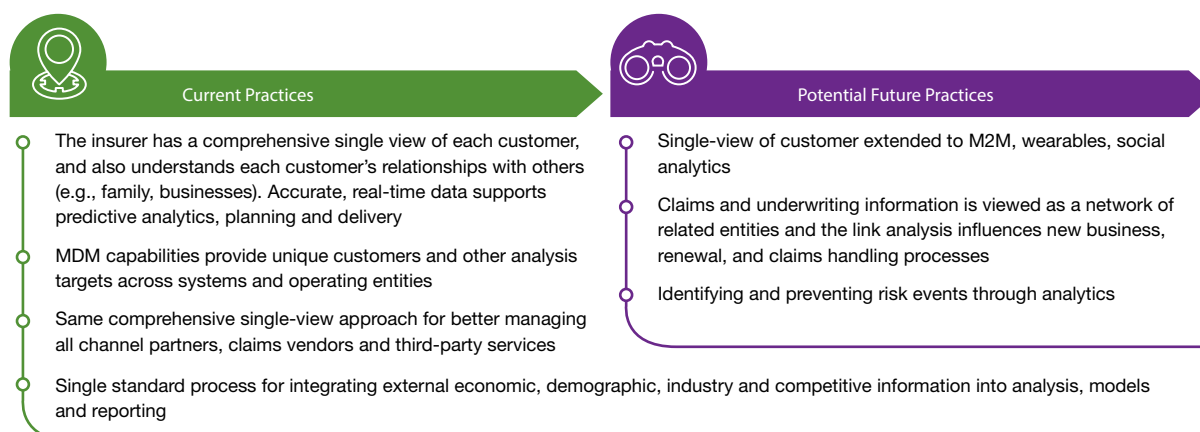 Current Practices
The insurer has a comprehensive single view of each customer,
and also understands each customer's relationships with others
(e.g., family, businesses). Accurate, real-time data supports
predictive analytics, planning and delivery
MDM capabilities provide unique customers and other analysis
targets across systems and operating entities
Same comprehensive single-view approach for better managing
all channel partners, claims vendors and third-party services
Single standard process for integrating external economic, demographic, industry and competitive information into analysis, models
and reporting
Potential Future Practices
Single-view of customer extended to M2M, wearables, social
analytics
Claims and underwriting information is viewed as a network of
related entities and the link analysis influences new business,
renewal, and claims handling processes
Identifying and preventing risk events through analytics